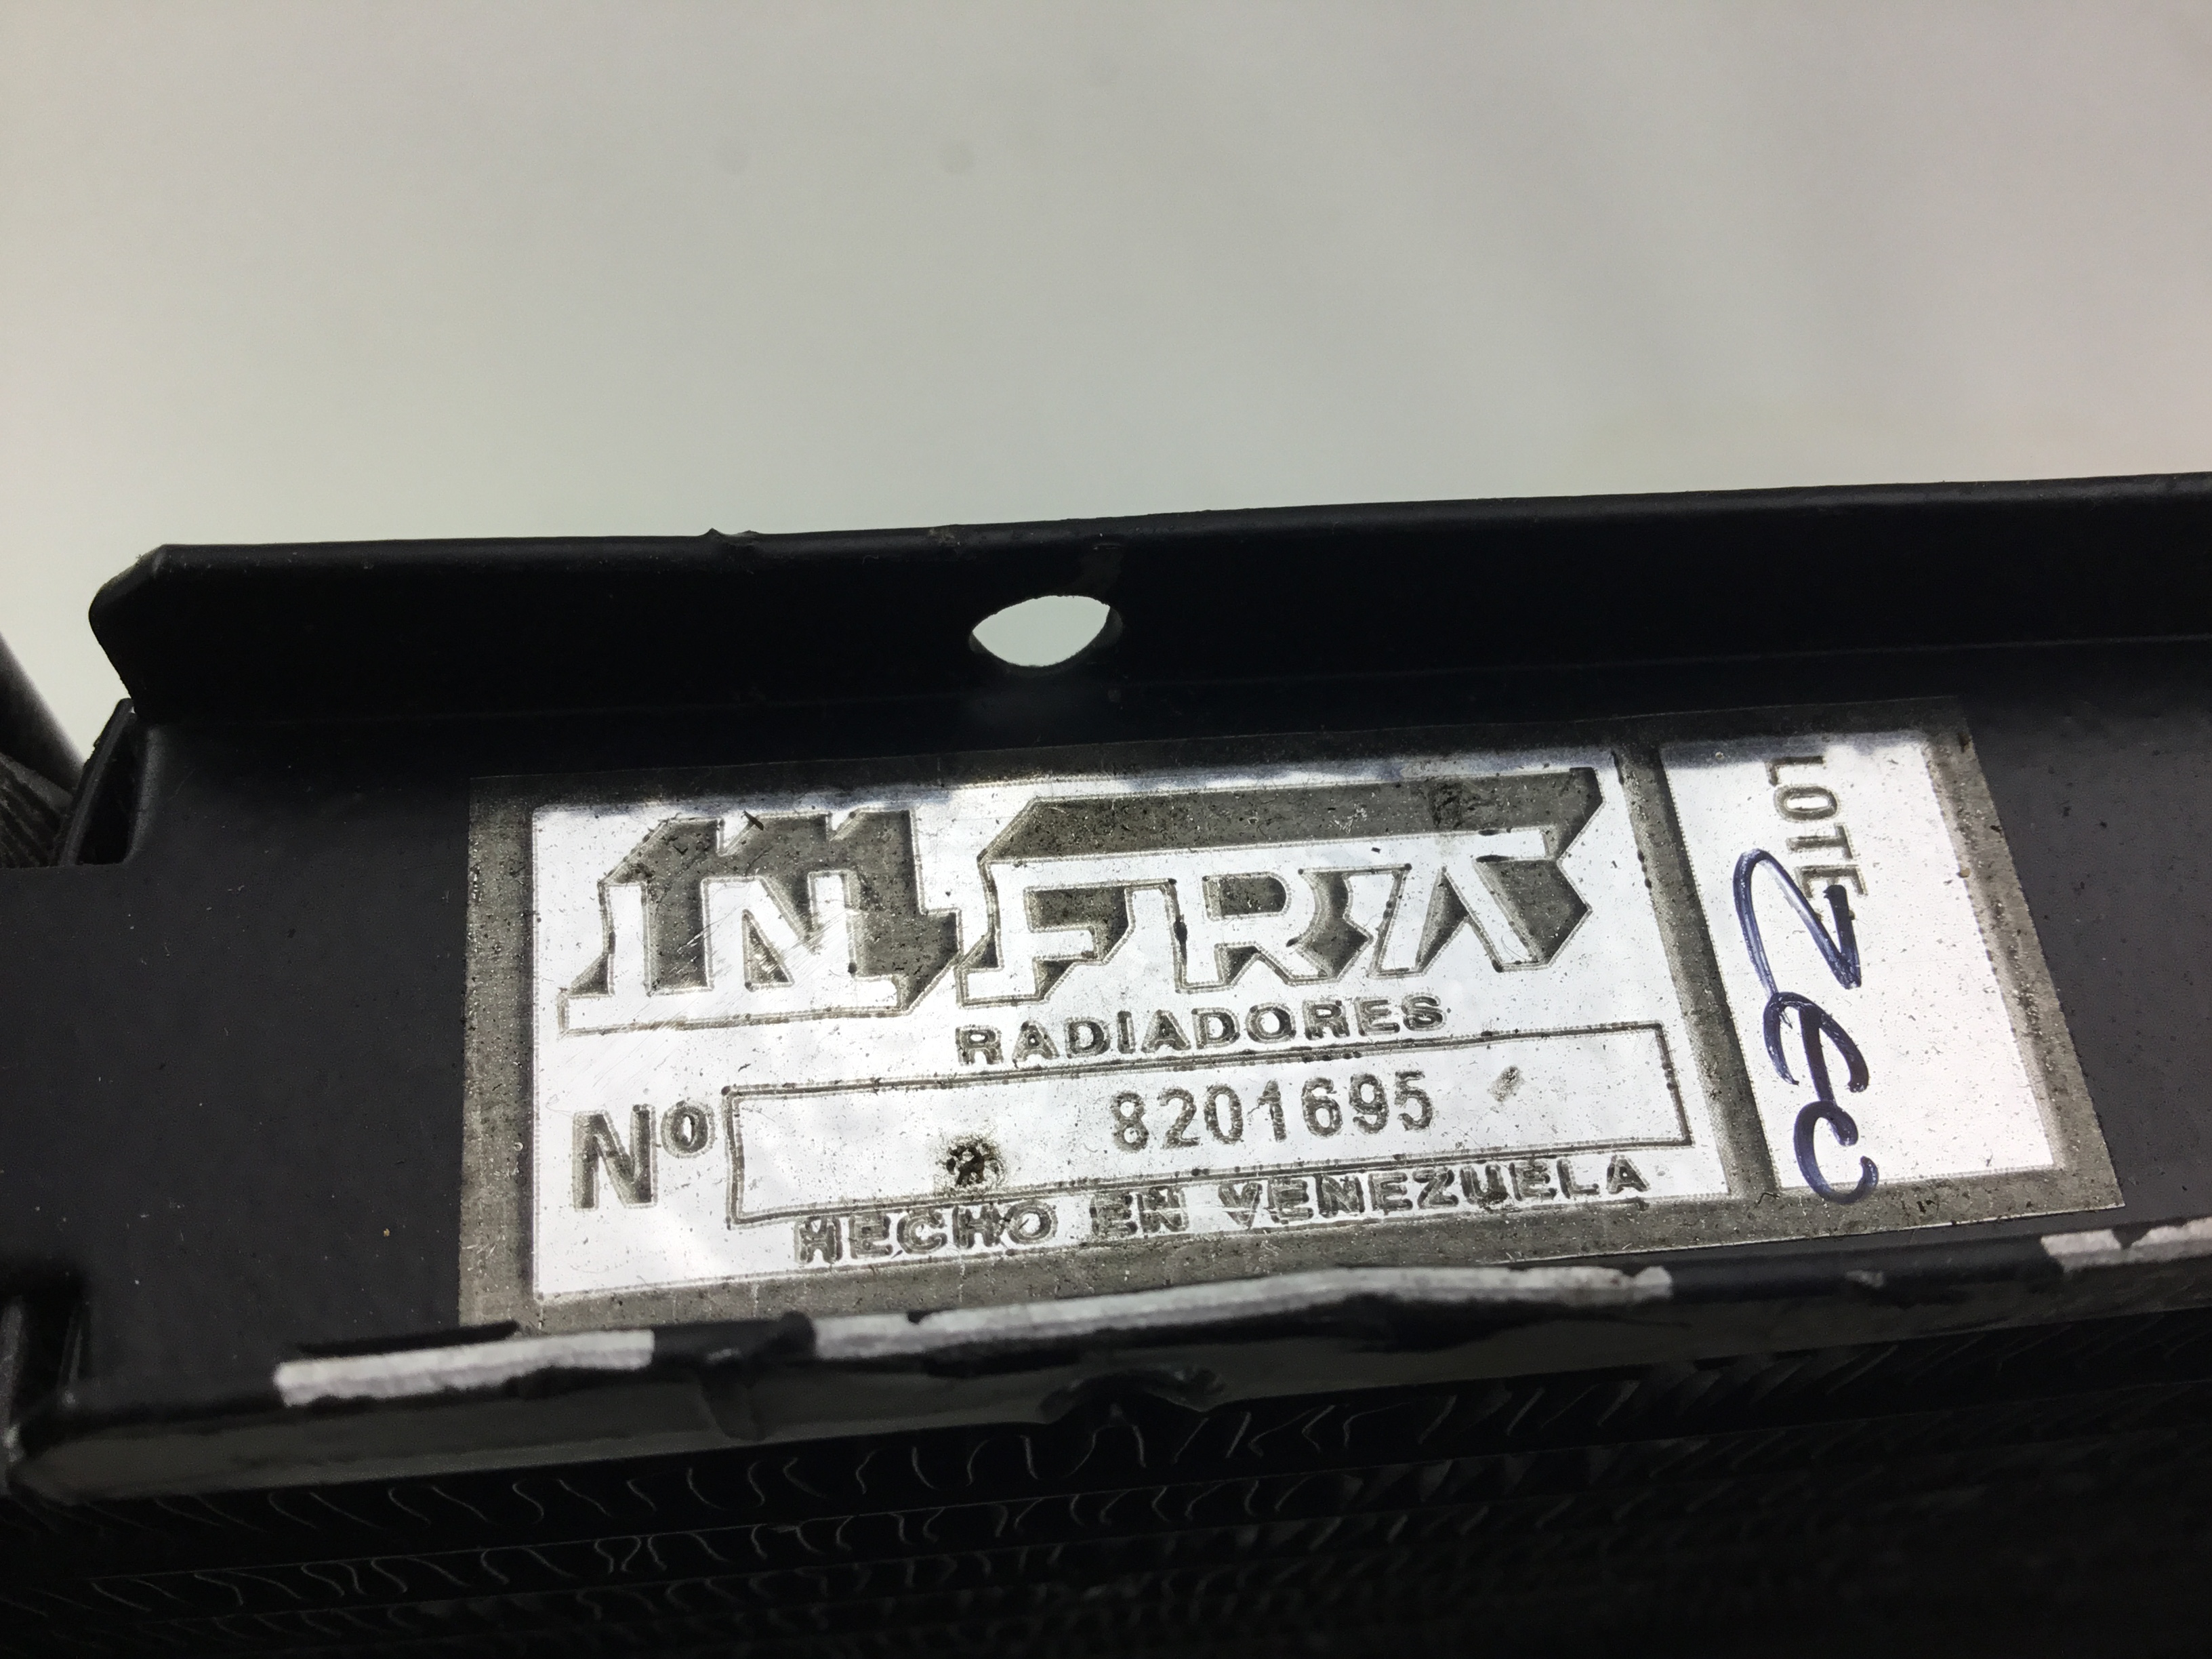 INFRA
RADIADORES
Nº 8201695
HECHO EN VENEZUELA
LOTE